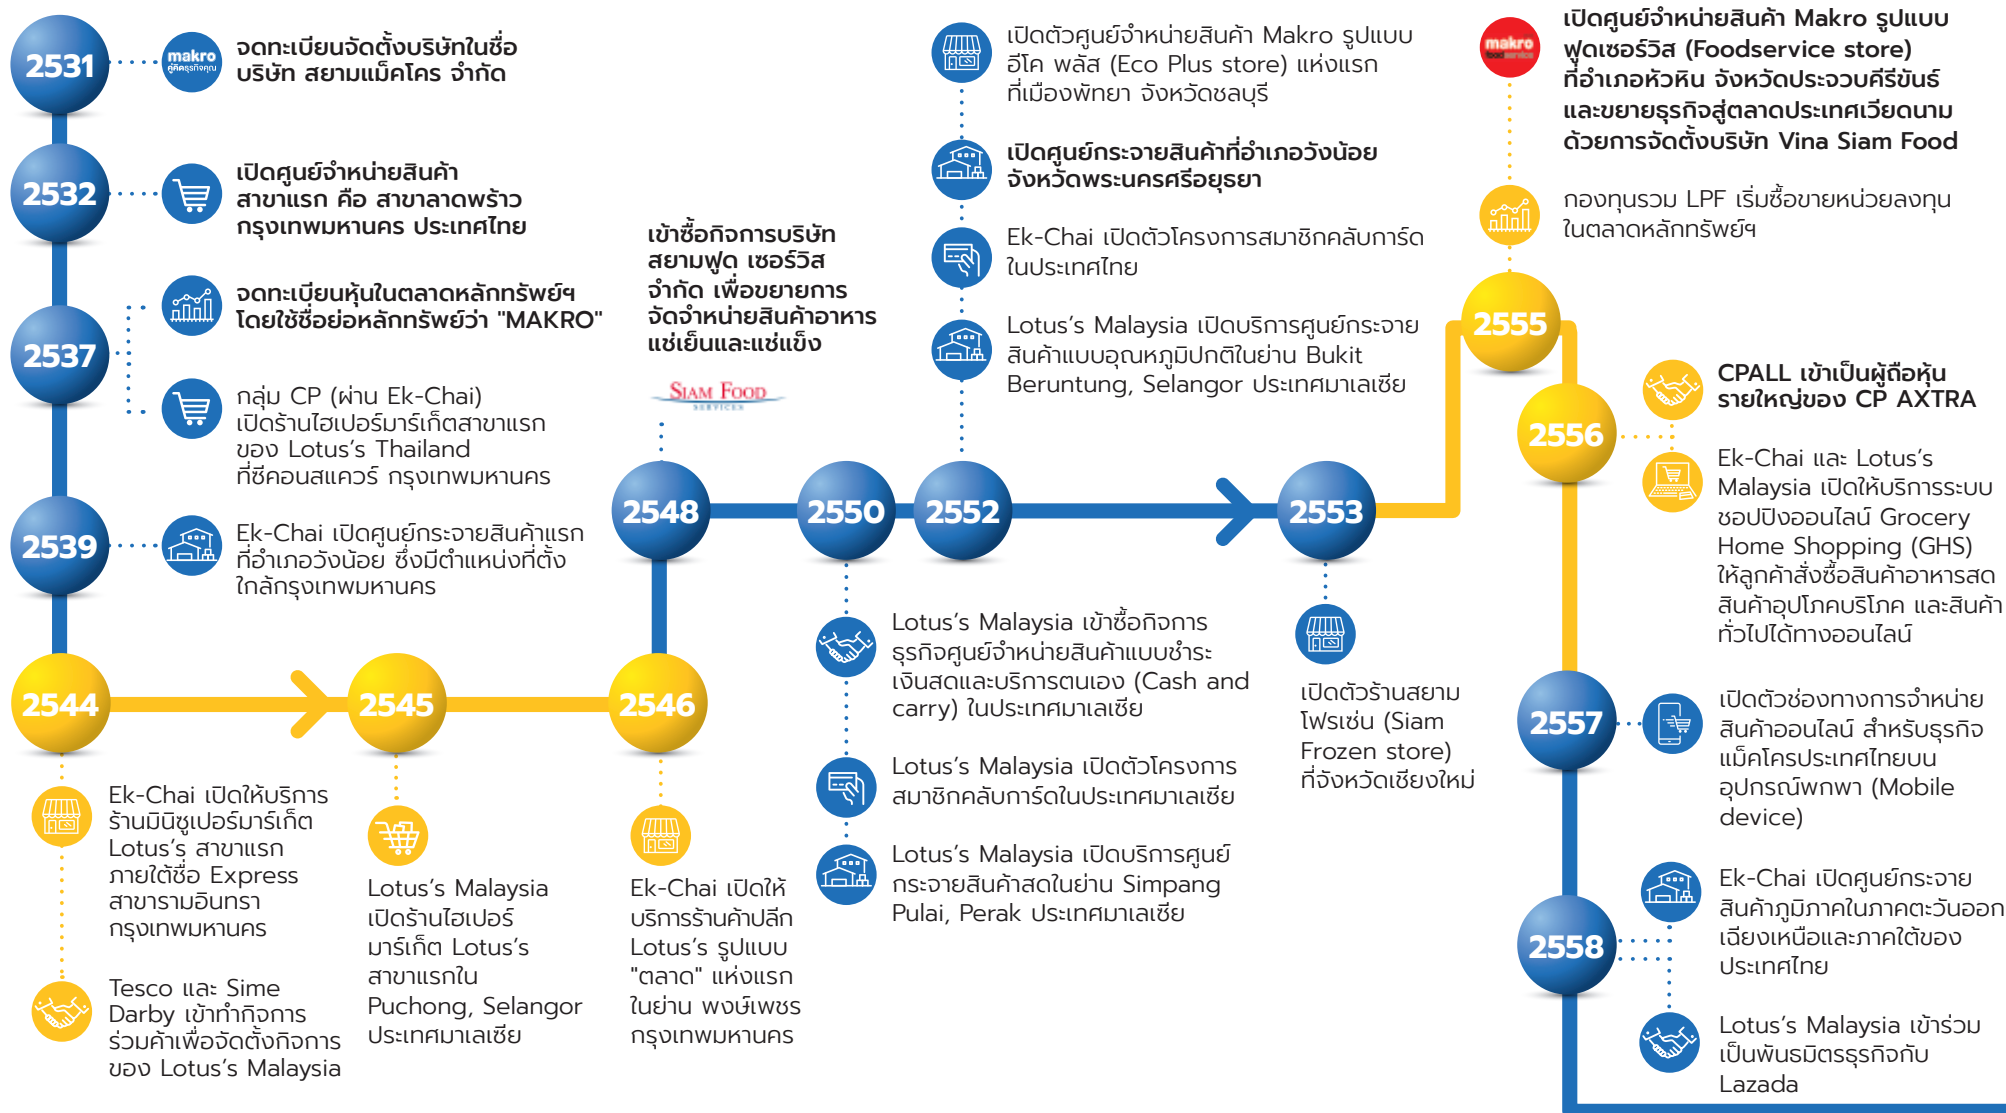 2531
makro
คู่คิดธุรกิจคุณ
จดทะเบียนจัดตั้งบริษัทในชื่อ
บริษัท สยามแม็คโคร จำกัด
2532
เปิดศูนย์จำหน่ายสินค้า
สาขาแรก คือ สาขาลาดพร้าว
กรุงเทพมหานคร ประเทศไทย
2537
จดทะเบียนหุ้นในตลาดหลักทรัพย์ฯ
โดยใช้ชื่อย่อหลักทรัพย์ว่า "MAKRO"
กลุ่ม CP (ผ่าน Ek-Chai)
เปิดร้านไฮเปอร์มาร์เก็ตสาขาแรก
ของ Lotus's Thailand
ที่ซีคอนสแควร์ กรุงเทพมหานคร
2539
Ek-Chai เปิดศูนย์กระจายสินค้าแรก
ที่อำเภอวังน้อย ซึ่งมีตำแหน่งที่ตั้ง
ใกล้กรุงเทพมหานคร
2544
Ek-Chai เปิดให้บริการ
ร้านมินิซูเปอร์มาร์เก็ต
Lotus's สาขาแรก
ภายใต้ชื่อ Express
สาขารามอินทรา
กรุงเทพมหานคร
Tesco และ Sime
Darby เข้าทำกิจการ
ร่วมค้าเพื่อจัดตั้งกิจการ
ของ Lotus's Malaysia
2545
Lotus's Malaysia
เปิดร้านไฮเปอร์
มาร์เก็ต Lotus's
สาขาแรกใน
Puchong, Selangor
ประเทศมาเลเซีย
2546
Ek-Chai เปิดให้
บริการร้านค้าปลีก
Lotus's รูปแบบ
"ตลาด" แห่งแรก
ในย่าน พงษ์เพชร
กรุงเทพมหานคร
เข้าซื้อกิจการบริษัท
สยามฟูด เซอร์วิส
จำกัด เพื่อขยายการ
จัดจำหน่ายสินค้าอาหาร
แช่เย็นและแช่แข็ง
SIAM FOOD
SERVICES
2548
2550
Lotus's Malaysia เข้าซื้อกิจการ
ธุรกิจศูนย์จำหน่ายสินค้าแบบชำระ
เงินสดและบริการตนเอง (Cash and
carry) ในประเทศมาเลเซีย
Lotus's Malaysia เปิดตัวโครงการ
สมาชิกคลับการ์ดในประเทศมาเลเซีย
Lotus's Malaysia เปิดบริการศูนย์
กระจายสินค้าสดในย่าน Simpang
Pulai, Perak ประเทศมาเลเซีย
เปิดตัวศูนย์จำหน่ายสินค้า Makro รูปแบบ
อีโค พลัส (Eco Plus store) แห่งแรก
ที่เมืองพัทยา จังหวัดชลบุรี
เปิดศูนย์กระจายสินค้าที่อำเภอวังน้อย
จังหวัดพระนครศรีอยุธยา
Ek-Chai เปิดตัวโครงการสมาชิกคลับการ์ด
ในประเทศไทย
Lotus's Malaysia เปิดบริการศูนย์กระจาย
สินค้าแบบอุณหภูมิปกติในย่าน Bukit
Beruntung, Selangor ประเทศมาเลเซีย
2552
2553
เปิดตัวร้านสยาม
โฟรเซ่น (Siam
Frozen store)
ที่จังหวัดเชียงใหม่
makro
foodservice
เปิดศูนย์จำหน่ายสินค้า Makro รูปแบบ
ฟูดเซอร์วิส (Foodservice store)
ที่อำเภอหัวหิน จังหวัดประจวบคีรีขันธ์
และขยายธุรกิจสู่ตลาดประเทศเวียดนาม
ด้วยการจัดตั้งบริษัท Vina Siam Food
กองทุนรวม LPF เริ่มซื้อขายหน่วยลงทุน
ในตลาดหลักทรัพย์ฯ
2555
2556
CPALL เข้าเป็นผู้ถือหุ้น
รายใหญ่ของ CP AXTRA
Ek-Chai และ Lotus's
Malaysia เปิดให้บริการระบบ
ชอปปิงออนไลน์ Grocery
Home Shopping (GHS)
ให้ลูกค้าสั่งซื้อสินค้าอาหารสด
สินค้าอุปโภคบริโภค และสินค้า
ทั่วไปได้ทางออนไลน์
2557
เปิดตัวช่องทางการจำหน่าย
สินค้าออนไลน์ สำหรับธุรกิจ
แม็คโครประเทศไทยบน
อุปกรณ์พกพา (Mobile
device)
2558
Ek-Chai เปิดศูนย์กระจาย
สินค้าภูมิภาคในภาคตะวันออก
เฉียงเหนือและภาคใต้ของ
ประเทศไทย
Lotus's Malaysia เข้าร่วม
เป็นพันธมิตรธุรกิจกับ
Lazada